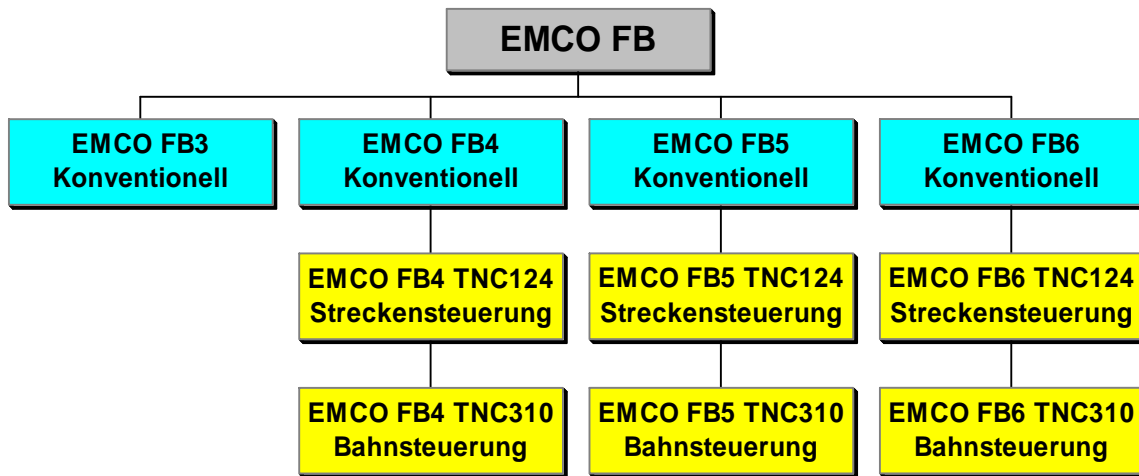 EMCO FB
EMCO FB3
Konventionell
EMCO FB4
Konventionell
EMCO FB5
Konventionell
EMCO FB6
Konventionell
EMCO FB4 TNC124
Streckensteuerung
EMCO FB5 TNC124
Streckensteuerung
EMCO FB6 TNC124
Streckensteuerung
EMCO FB4 TNC310
Bahnsteuerung
EMCO FB5 TNC310
Bahnsteuerung
EMCO FB6 TNC310
Bahnsteuerung